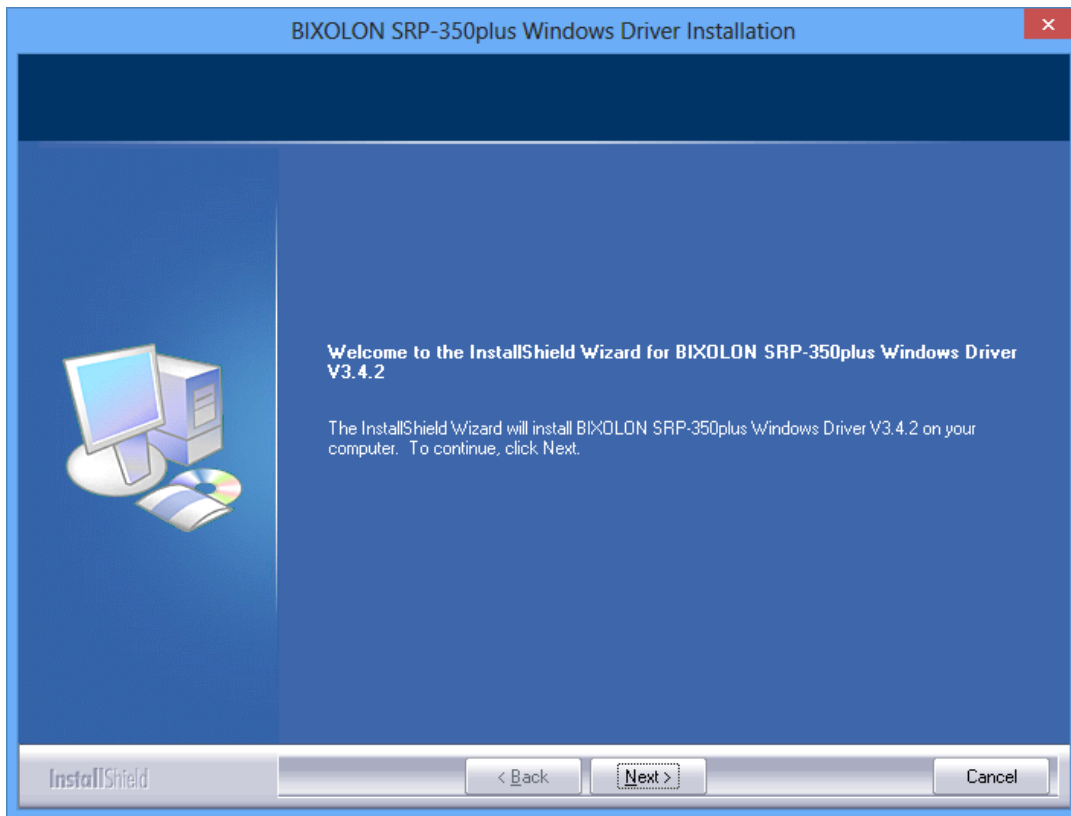 BIXOLON SRP-350plus Windows Driver Installation
Welcome to the InstallShield Wizard for BIXOLON SRP-350plus Windows Driver
V3.4.2
The InstallShield Wizard will install BIXOLON SRP-350plus Windows Driver V3.4.2 on your
computer.  To continue, click Next.
InstallShield
< Back
Next >
Cancel